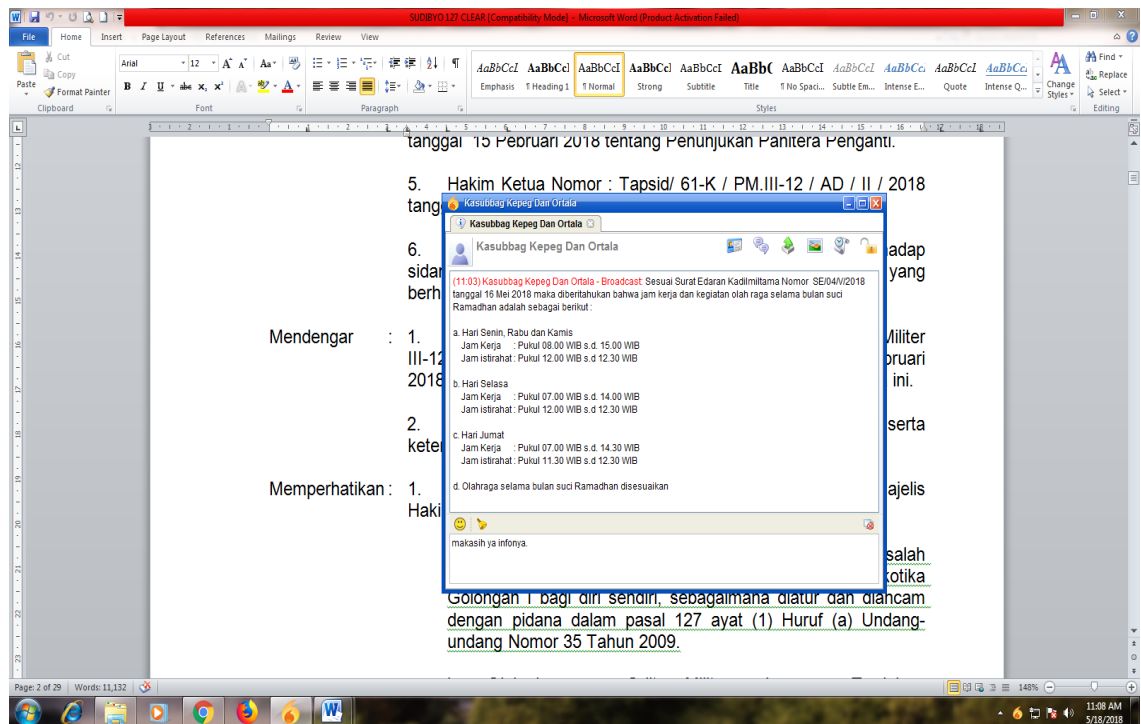 SUDIBYO 127 CLEAR [Compatibility Mode] - Microsoft Word (Product Activation Failed)
File Home Insert Page Layout References Mailings Review View
Paste
Cut
Copy
Format Painter
Clipboard
Arial 12
Font
Paragraph
AaBbCcI AaBbCcI AaBbCcI AaBbCcI AaBbCcI AaBb( AaBbCcI AaBbCcI AaBbCcI AaBbCcI AaBbCcI
Emphasis ¶ Heading 1 ¶ Normal Strong Subtitle Title ¶ No Spaci... Subtle Em... Intense E... Quote Intense Q...
Change Styles
Styles
Find
Replace
Select
Editing
tanggal 15 Pebruari 2018 tentang Penunjukan Panitera Penganti.
5. Hakim Ketua Nomor : Tapsid/ 61-K / PM.III-12 / AD / II / 2018
tang
6. adap
sidar yang
berh
Mendengar : 1. Militer
III-12 bruari
2018 ini.
2. serta
keter
Memperhatikan : 1. ajelis
Haki
salah
kotika
Golongan I bagi diri sendiri, sebagaimana diatur dan diancam
dengan pidana dalam pasal 127 ayat (1) Huruf (a) Undang-
undang Nomor 35 Tahun 2009.
Kasubbag Kepeg Dan Ortala
Kasubbag Kepeg Dan Ortala
Kasubbag Kepeg Dan Ortala
(11:03) Kasubbag Kepeg Dan Ortala - Broadcast: Sesuai Surat Edaran Kadilmiltama Nomor SE/04/V/2018
tanggal 16 Mei 2018 maka diberitahukan bahwa jam kerja dan kegiatan olah raga selama bulan suci
Ramadhan adalah sebagai berikut :
a. Hari Senin, Rabu dan Kamis
Jam Kerja : Pukul 08.00 WIB s.d. 15.00 WIB
Jam istirahat : Pukul 12.00 WIB s.d 12.30 WIB
b. Hari Selasa
Jam Kerja : Pukul 07.00 WIB s.d. 14.00 WIB
Jam istirahat : Pukul 12.00 WIB s.d 12.30 WIB
c. Hari Jumat
Jam Kerja : Pukul 07.00 WIB s.d. 14.30 WIB
Jam istirahat : Pukul 11.30 WIB s.d 12.30 WIB
d. Olahraga selama bulan suci Ramadhan disesuaikan
makasih ya infonya.
Page: 2 of 29 Words: 11,132 148%
11:08 AM
5/18/2018